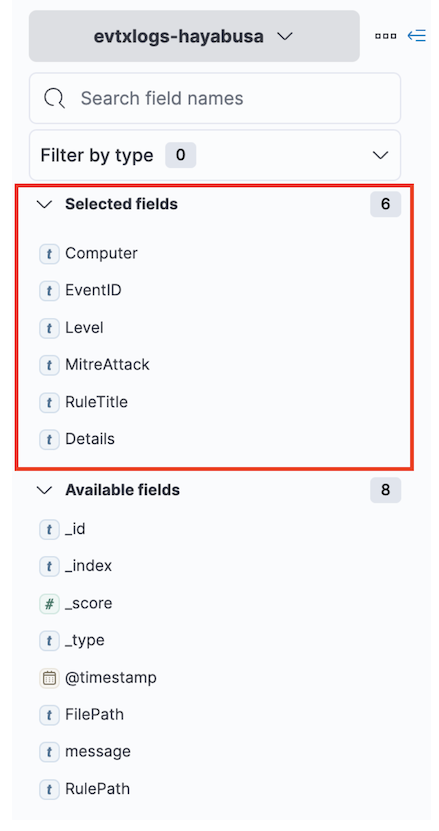 evtxlogs-hayabusa
Search field names
Filter by type 0
Selected fields 6
t Computer
t EventID
t Level
t MitreAttack
t RuleTitle
t Details
Available fields 8
t _id
t _index
# _score
t _type
@timestamp
t FilePath
t message
t RulePath